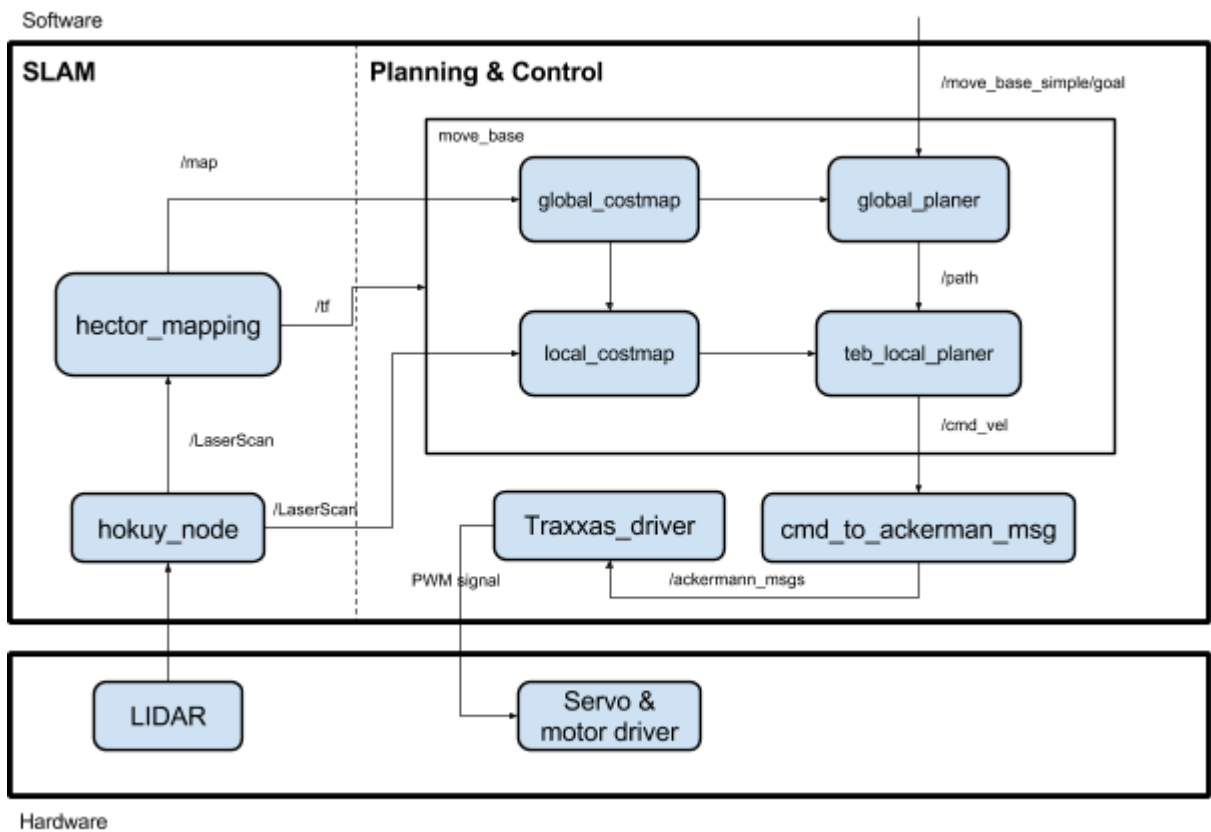 Software
SLAM
Planning & Control
/move_base_simple/goal
move_base
/map
global_costmap
global_planer
/tf
/path
hector_mapping
local_costmap
teb_local_planer
/cmd_vel
/LaserScan
/LaserScan
hokuy_node
Traxxas_driver
cmd_to_ackerman_msg
PWM signal
/ackermann_msgs
LIDAR
Servo &
motor driver
Hardware